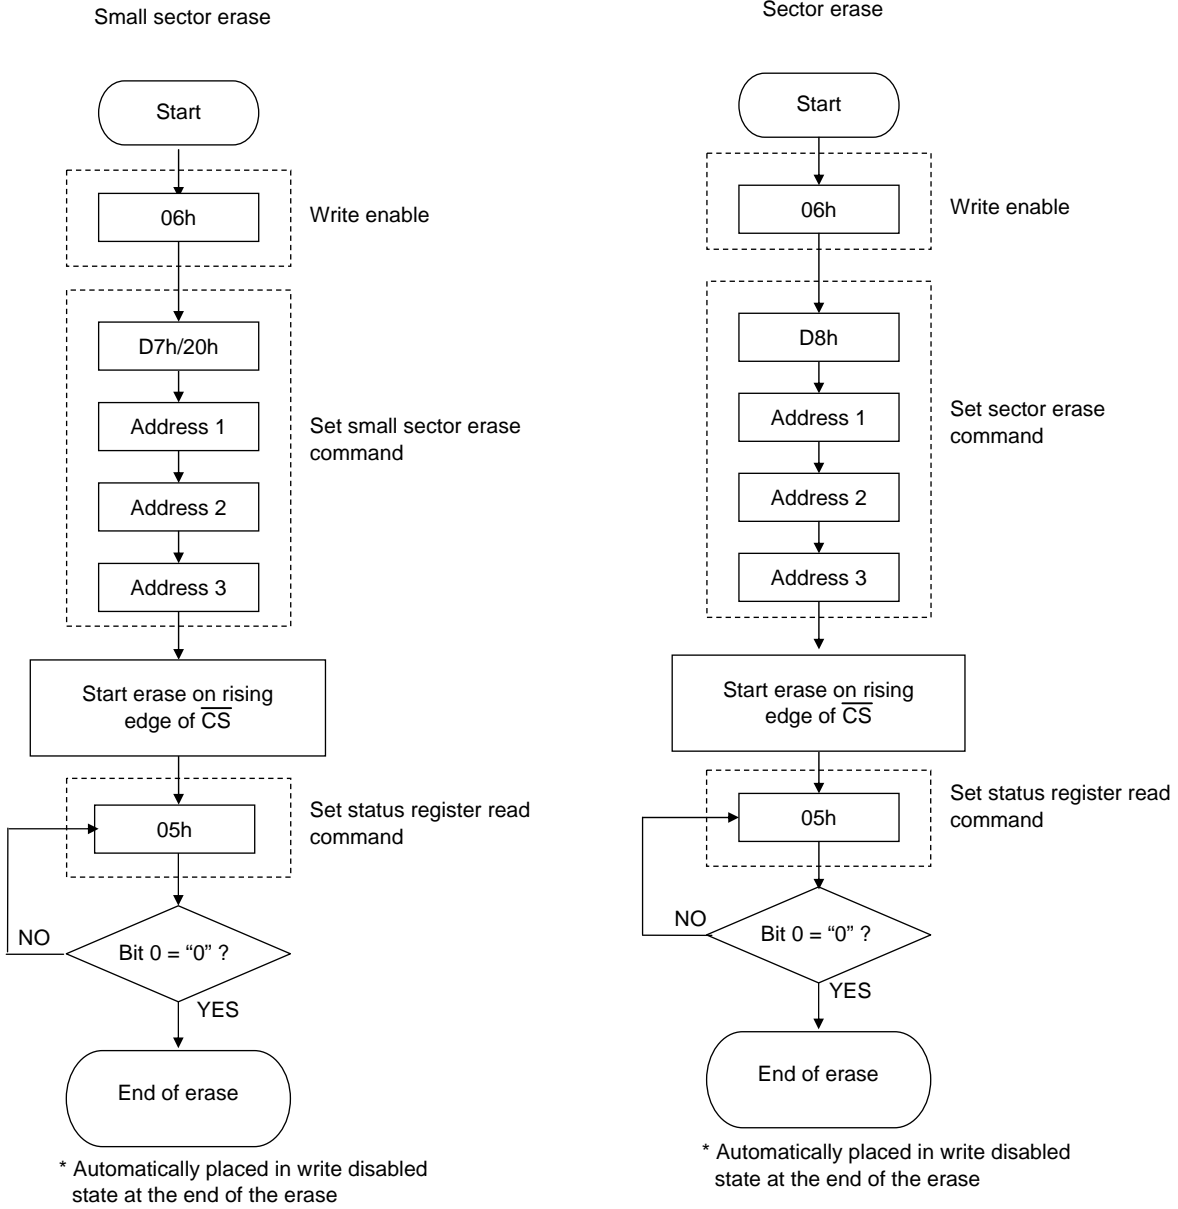 Small sector erase
Start
06h
Write enable
D7h/20h
Address 1
Set small sector erase
command
Address 2
Address 3
Start erase on rising
edge of CS
05h
Set status register read
command
NO
Bit 0 = “0” ?
YES
End of erase
* Automatically placed in write disabled
state at the end of the erase
Sector erase
Start
06h
Write enable
D8h
Address 1
Set sector erase
command
Address 2
Address 3
Start erase on rising
edge of CS
05h
Set status register read
command
NO
Bit 0 = “0” ?
YES
End of erase
* Automatically placed in write disabled
state at the end of the erase